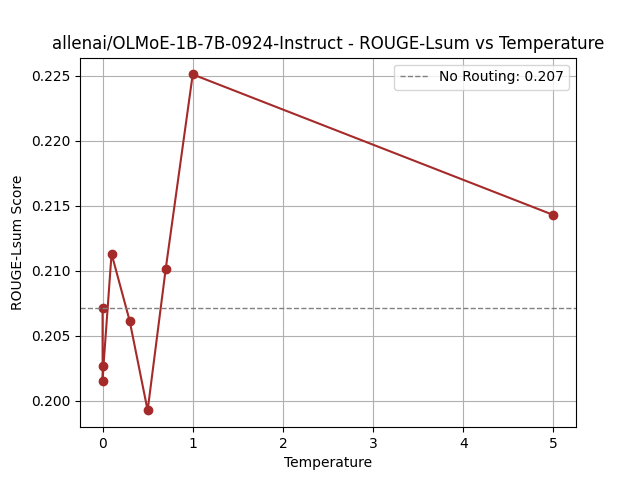 allenai/OLMoE-1B-7B-0924-Instruct - ROUGE-Lsum vs Temperature
No Routing: 0.207
0.225
0.220
0.215
0.210
0.205
0.200
ROUGE-Lsum Score
0 1 2 3 4 5
Temperature